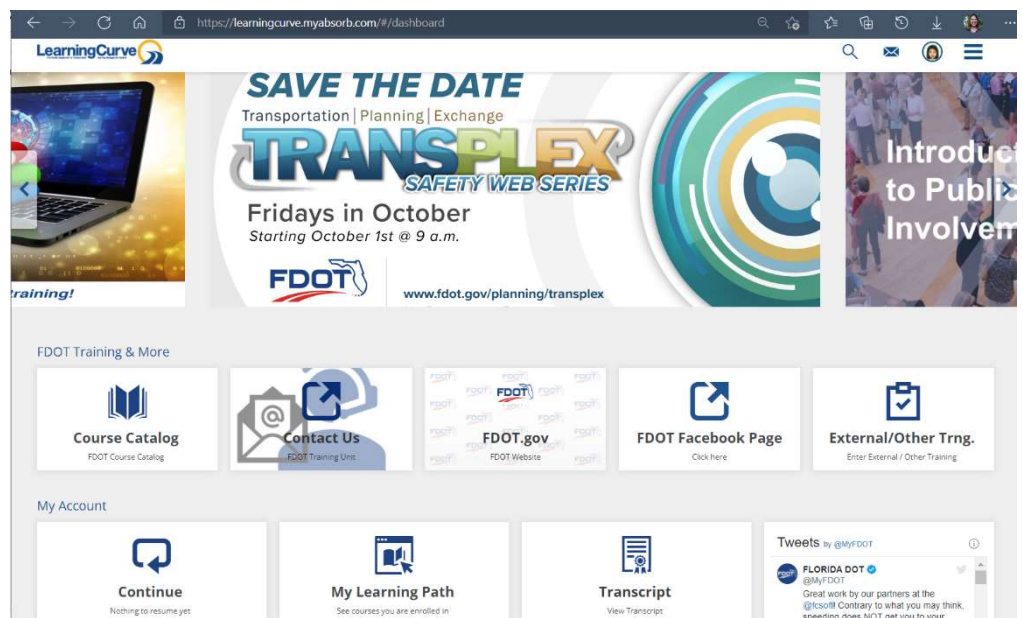 https://learningcurve.myabsorb.com/#/dashboard
LearningCurve
SAVE THE DATE
Transportation | Planning | Exchange
TRANSPLEX
SAFETY WEB SERIES
Fridays in October
Starting October 1st @ 9 a.m.
FDOT
www.fdot.gov/planning/transplex
training!
Introduct
to Public
Involvem
FDOT Training & More
Course Catalog
FDOT Course Catalog
Contact Us
FDOT Training Unit
FDOT
FDOT.gov
FDOT Website
FDOT Facebook Page
Click here
External/Other Trng.
Enter External / Other Training
My Account
Continue
Nothing to resume yet
My Learning Path
See courses you are enrolled in
Transcript
View Transcript
Tweets by @MyFDOT
FLORIDA DOT
@MyFDOT
Great work by our partners at the
@fcsoff! Contrary to what you may think,
speeding does NOT get you to your